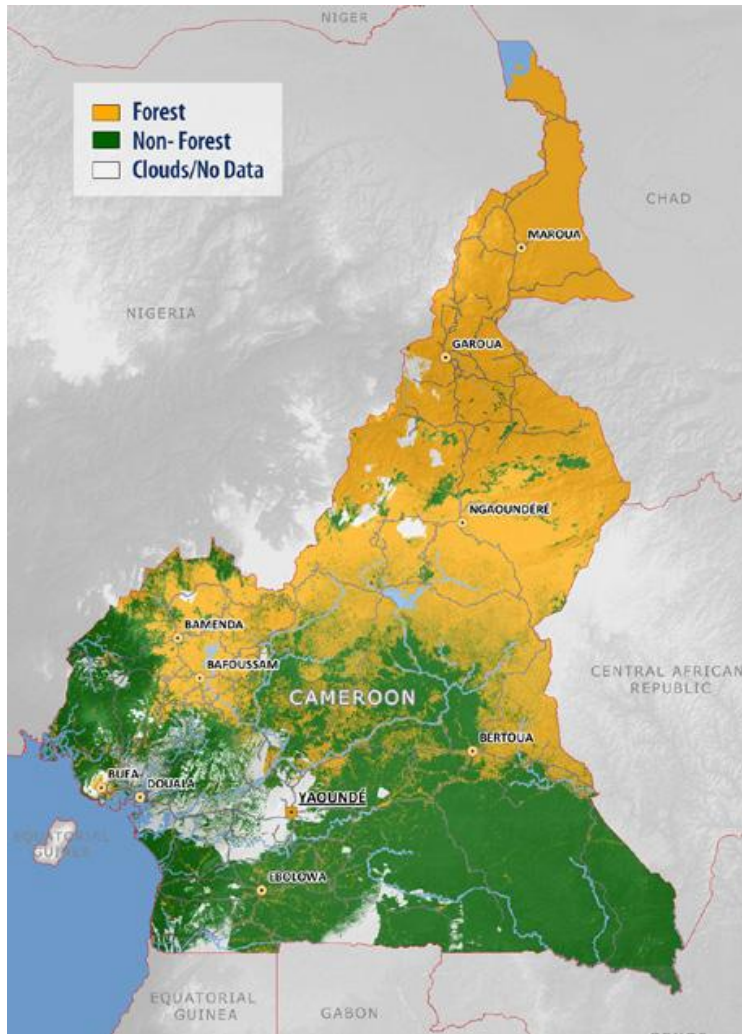 NIGER
Forest
Non- Forest
Clouds/No Data
CHAD
MAROUA
NIGERIA
GAROUA
NGAOUNDÉRÉ
BAMENDA
BAFOUSSAM
CENTRAL AFRICAN
REPUBLIC
CAMEROON
BERTOUA
BUEA
DOUALA
YAOUNDÉ
EQUATORIAL
GUINEA
EBOLOWA
EQUATORIAL
GUINEA
GABON